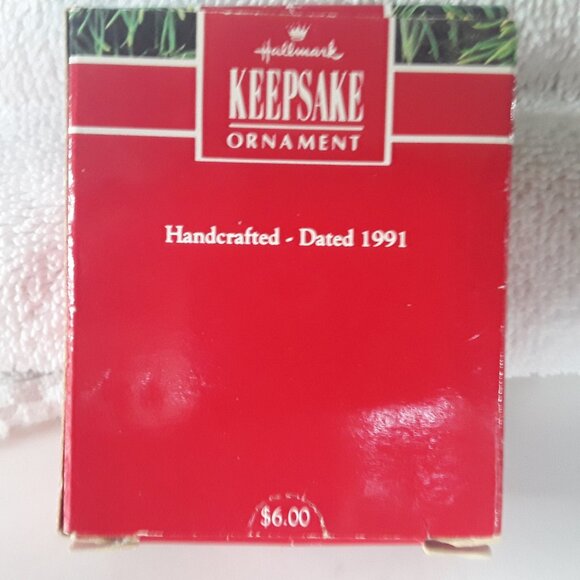 Hallmark
KEEPSAKE
ORNAMENT
Handcrafted - Dated 1991
$6.00